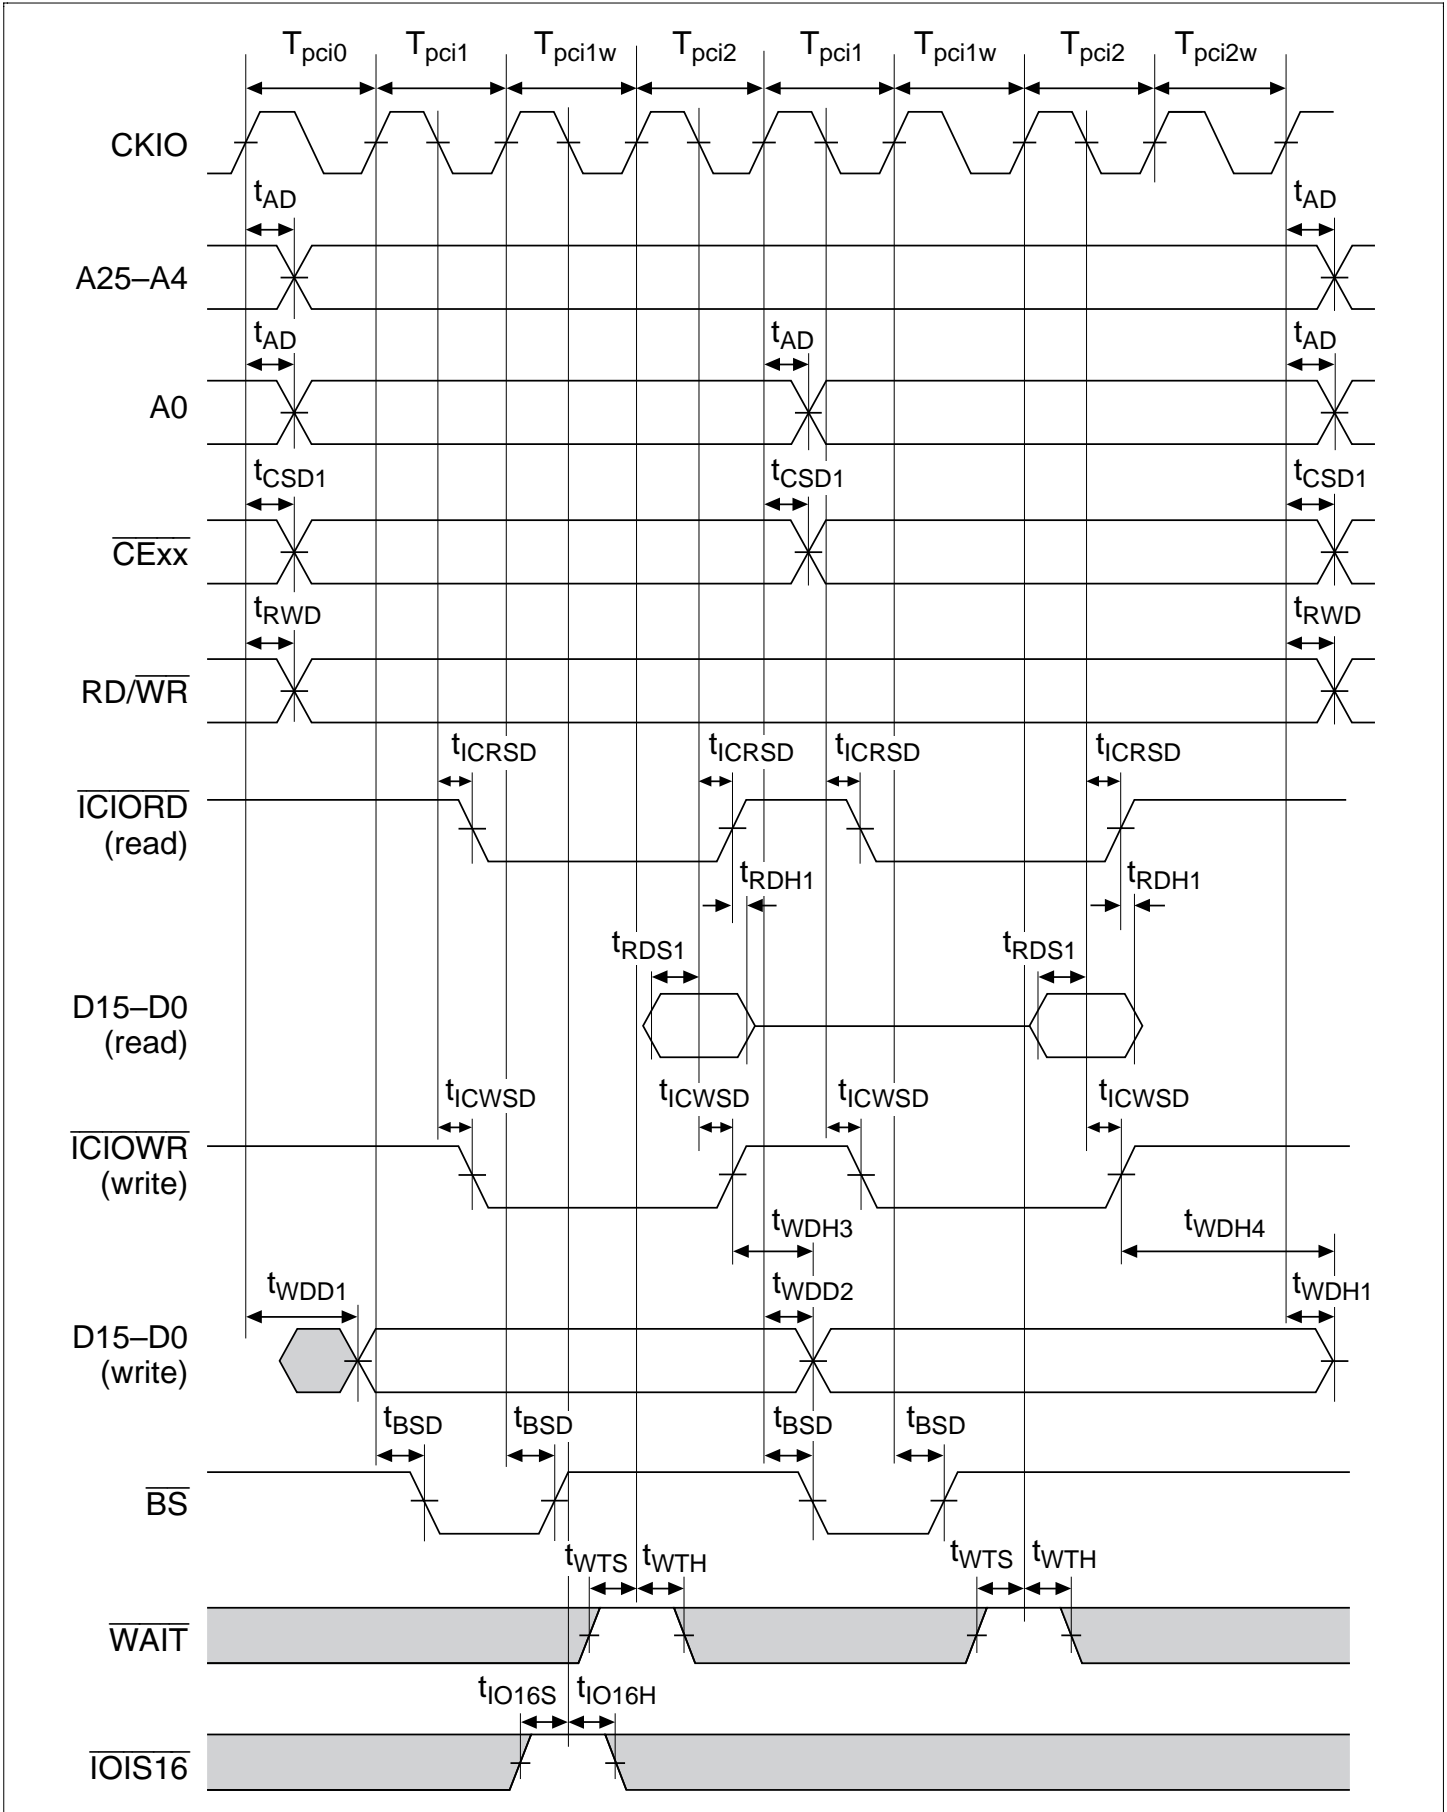 Tpci0 Tpci1 Tpci1w Tpci2 Tpci1 Tpci1w Tpci2 Tpci2w
CKIO
tAD tAD
A25–A4
tAD tAD tAD
A0
tCSD1 tCSD1 tCSD1
CExx
tRWD tRWD
RD/WR
tICRSD tICRSD tICRSD tICRSD
ICIORD
(read)
tRDH1 tRDH1
tRDS1 tRDS1
D15–D0
(read)
tICWSD tICWSD tICWSD tICWSD
ICIOWR
(write)
tWDH3 tWDH4
tWDD1 tWDD2 tWDH1
D15–D0
(write)
tBSD tBSD tBSD tBSD
BS
tWTS tWTH tWTS tWTH
WAIT
tIO16S tIO16H
IOIS16